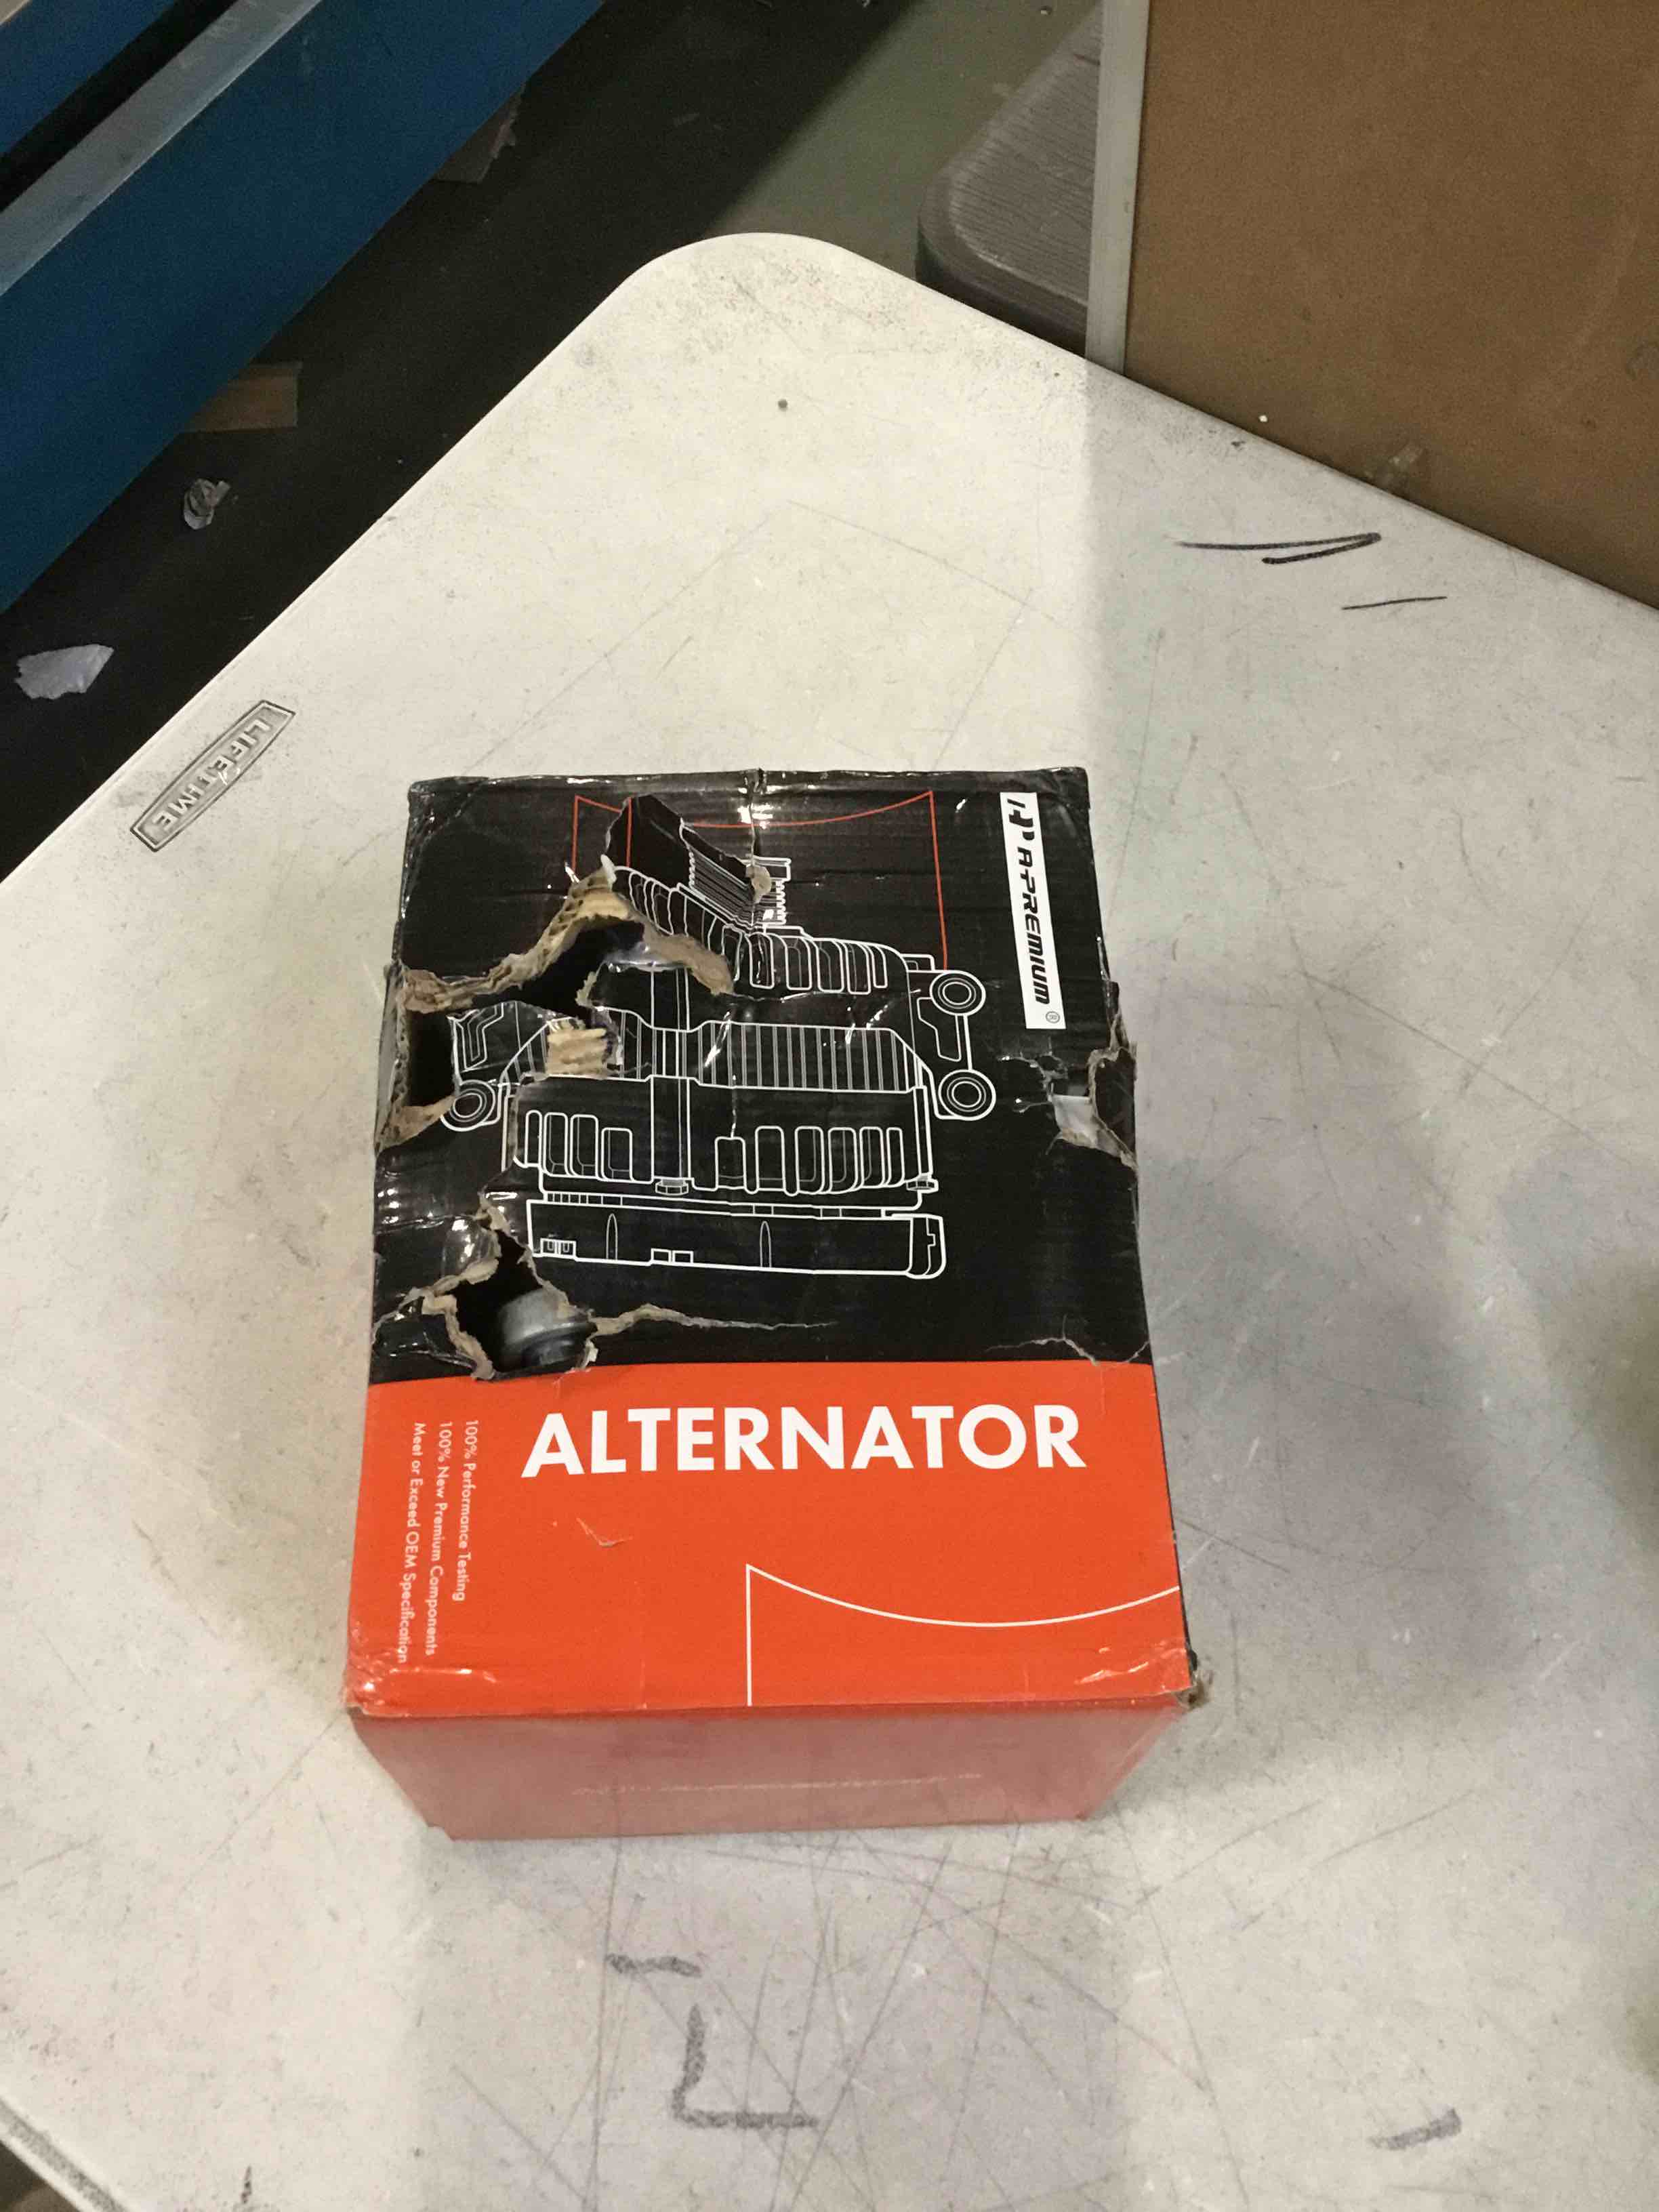 LIFETIME
A-PREMIUM®
ALTERNATOR
100% Performance Testing
100% New Premium Components
Meet or Exceed OEM Specification